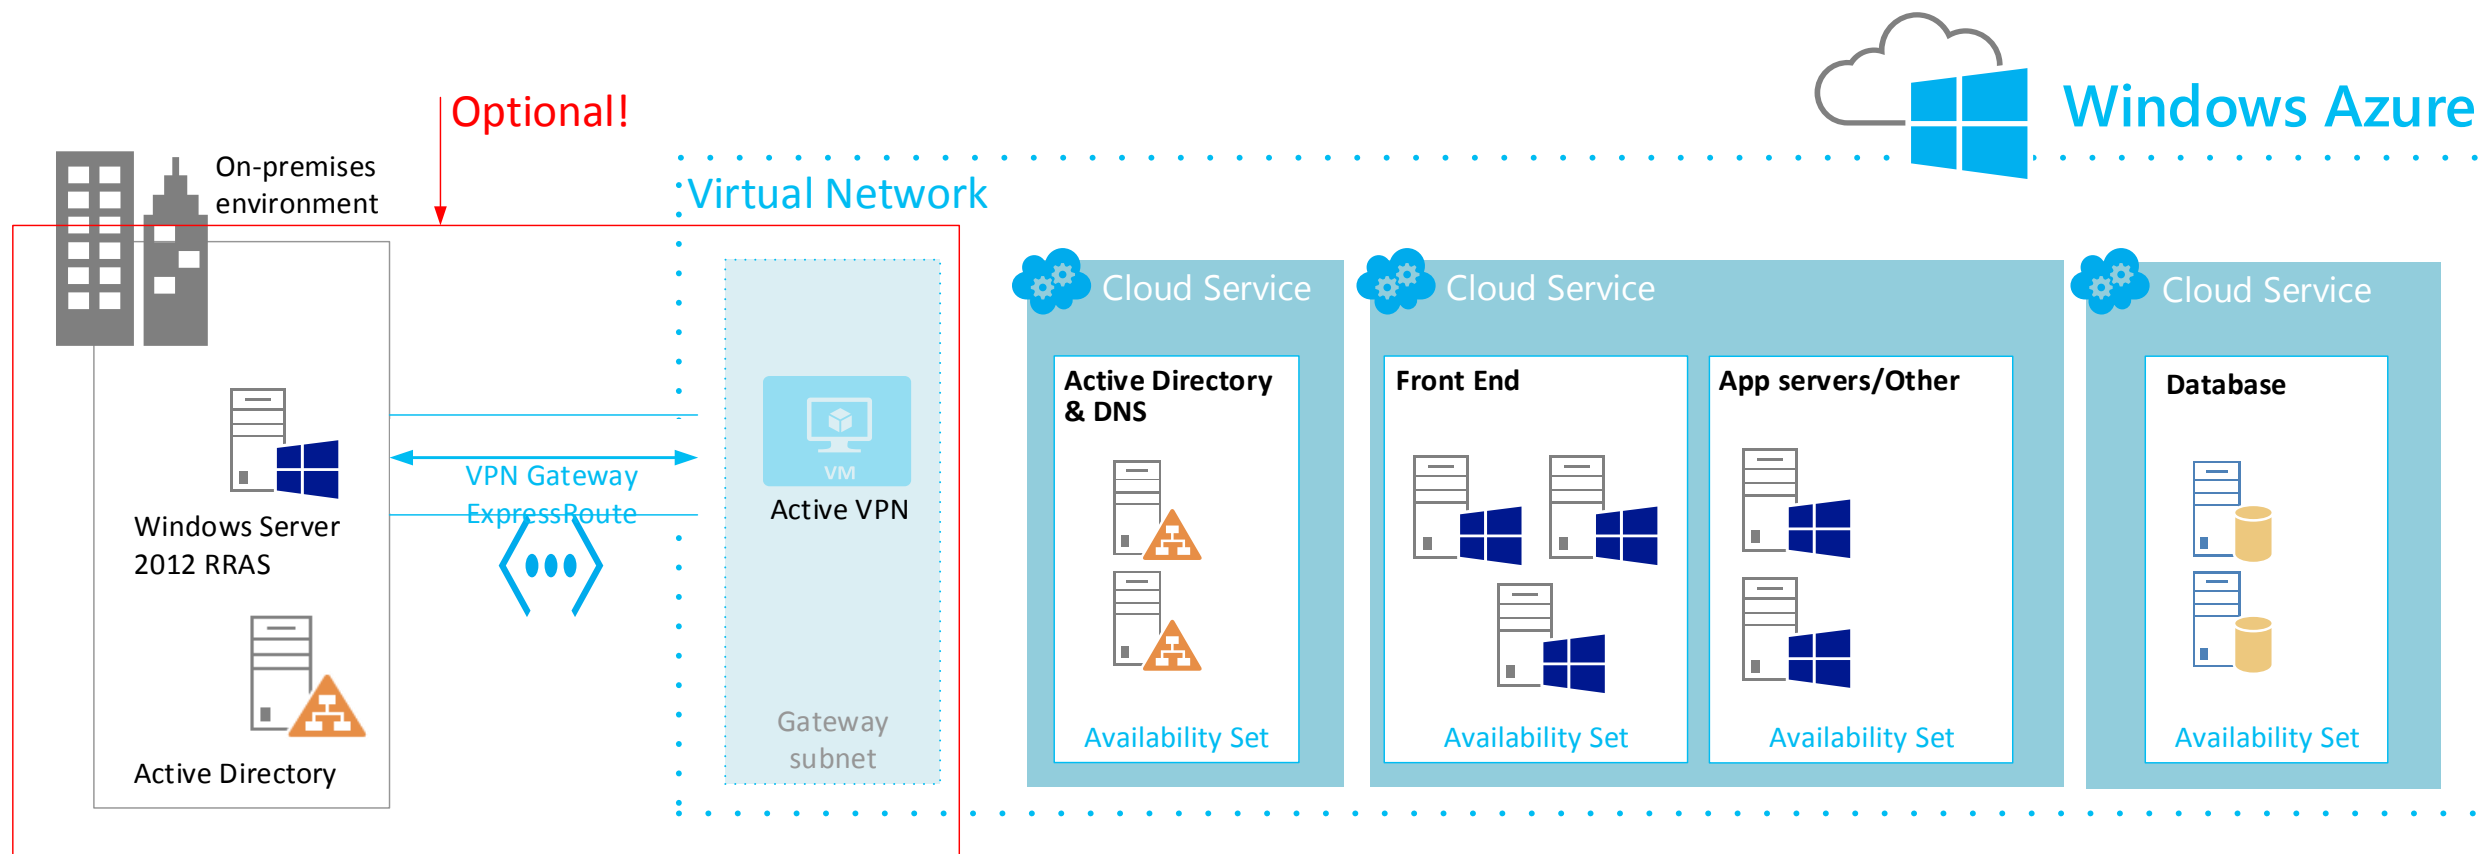 Windows Azure
Optional!
On-premises
environment
Virtual Network
Cloud Service
Cloud Service
Cloud Service
Windows Server
2012 RRAS
Active Directory
VPN Gateway
ExpressRoute
VM
Active VPN
Gateway
subnet
Active Directory
& DNS
Availability Set
Front End
Availability Set
App servers/Other
Availability Set
Database
Availability Set